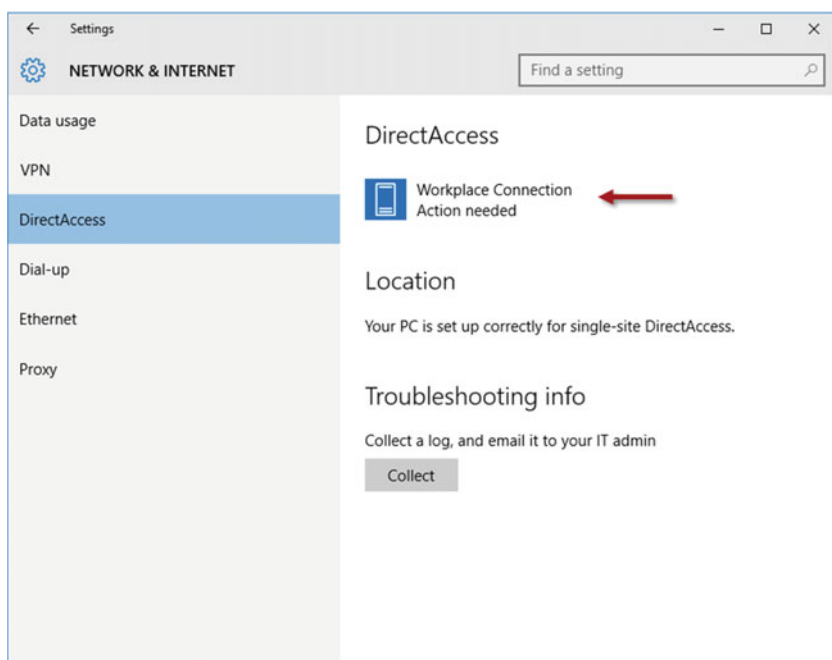 Settings
NETWORK & INTERNET
Find a setting
Data usage
VPN
DirectAccess
Dial-up
Ethernet
Proxy
DirectAccess
Workplace Connection
Action needed
Location
Your PC is set up correctly for single-site DirectAccess.
Troubleshooting info
Collect a log, and email it to your IT admin
Collect